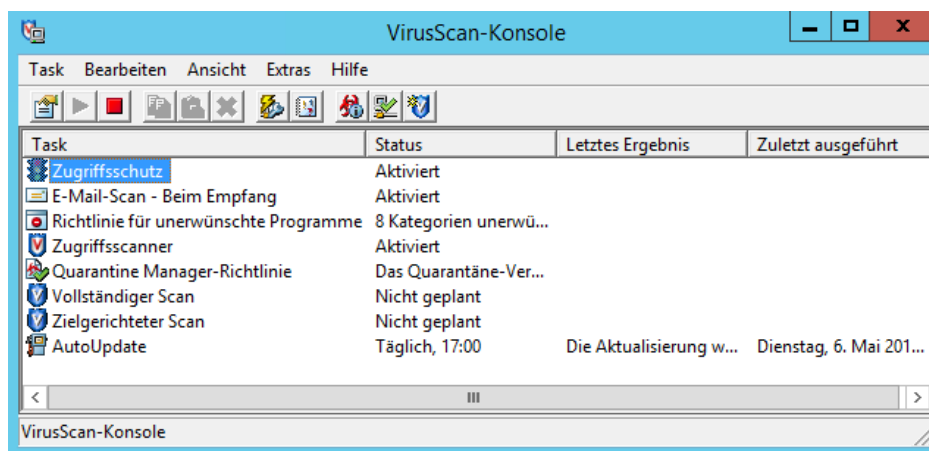 VirusScan-Konsole
Task Bearbeiten Ansicht Extras Hilfe
Task Status Letztes Ergebnis Zuletzt ausgeführt
Zugriffsschutz Aktiviert
E-Mail-Scan - Beim Empfang Aktiviert
Richtlinie für unerwünschte Programme 8 Kategorien unerwü...
Zugriffsscanner Aktiviert
Quarantine Manager-Richtlinie Das Quarantäne-Ver...
Vollständiger Scan Nicht geplant
Zielgerichteter Scan Nicht geplant
AutoUpdate Täglich, 17:00 Die Aktualisierung w... Dienstag, 6. Mai 201...
VirusScan-Konsole